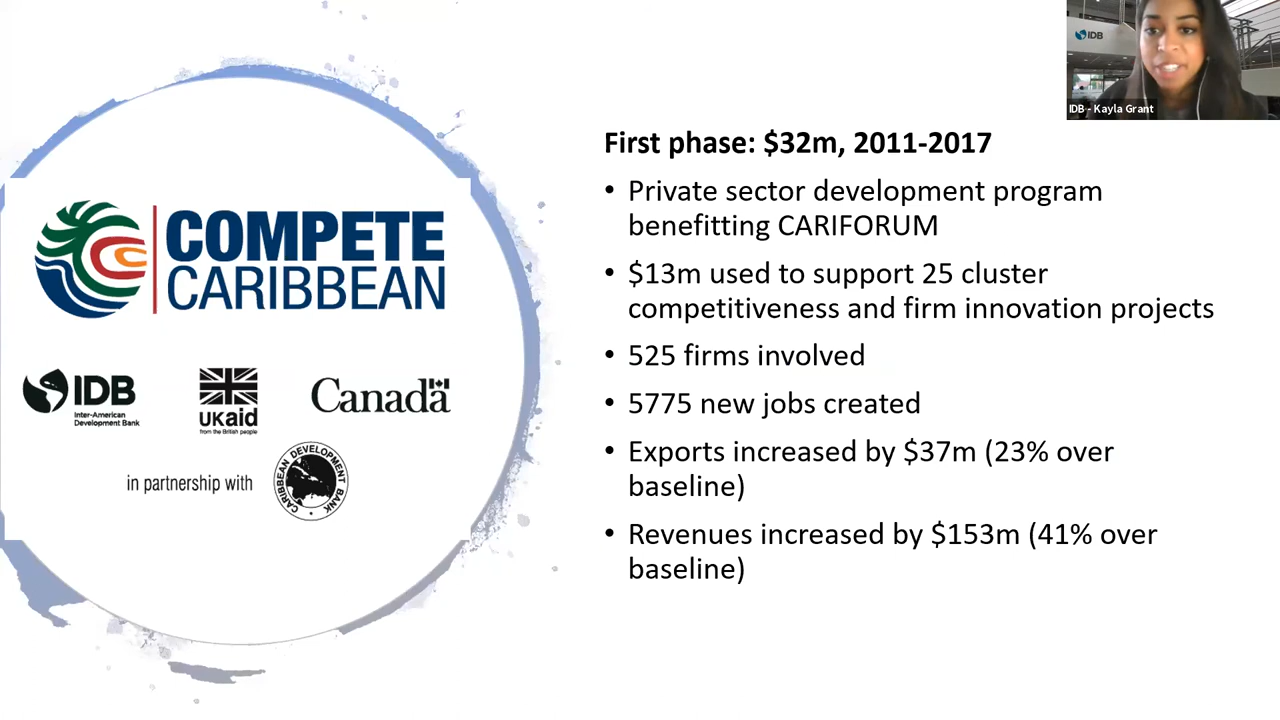 IDB
IDB - Kayla Grant
First phase: $32m, 2011-2017
• Private sector development program
benefitting CARIFORUM
• $13m used to support 25 cluster
competitiveness and firm innovation projects
• 525 firms involved
• 5775 new jobs created
• Exports increased by $37m (23% over
baseline)
• Revenues increased by $153m (41% over
baseline)
COMPETE
CARIBBEAN
IDB
Inter-American
Development Bank
UKaid
from the British people
Canada
in partnership with
CARIBBEAN DEVELOPMENT BANK